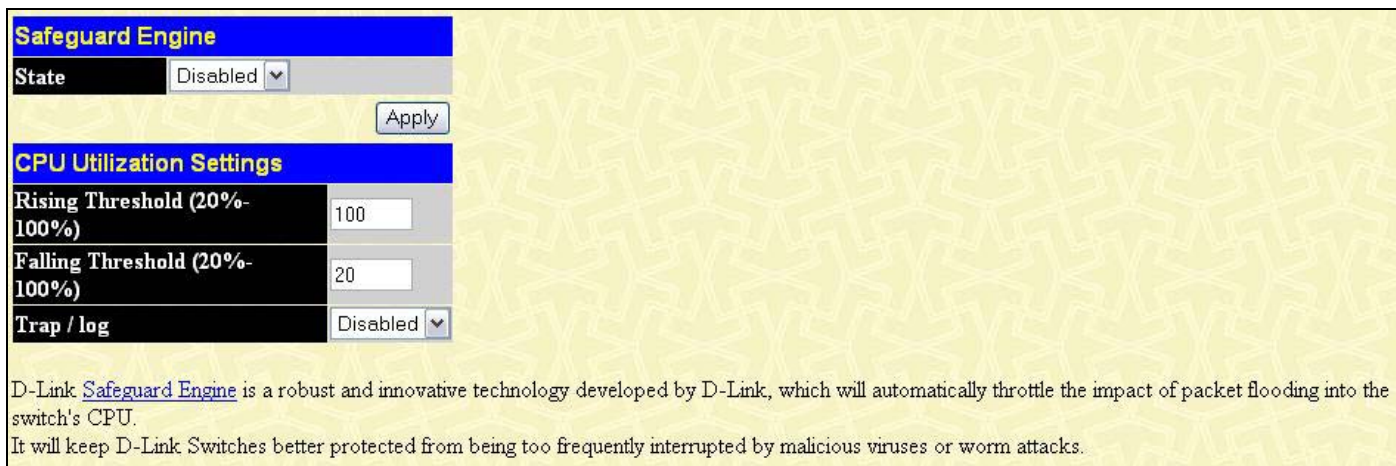 Safeguard Engine
State Disabled
Apply
CPU Utilization Settings
Rising Threshold (20%-
100%)
100
Falling Threshold (20%-
100%)
20
Trap / log Disabled
D-Link Safeguard Engine is a robust and innovative technology developed by D-Link, which will automatically throttle the impact of packet flooding into the
switch's CPU.
It will keep D-Link Switches better protected from being too frequently interrupted by malicious viruses or worm attacks.